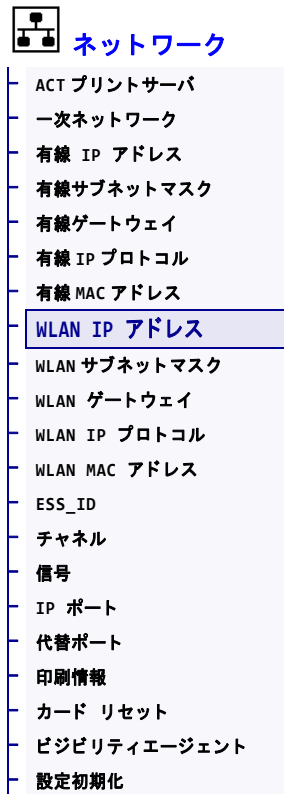 ネットワーク
ACT プリントサーバ
一次ネットワーク
有線 IP アドレス
有線サブネットマスク
有線ゲートウェイ
有線 IP プロトコル
有線 MAC アドレス
WLAN IP アドレス
WLAN サブネットマスク
WLAN ゲートウェイ
WLAN IP プロトコル
WLAN MAC アドレス
ESS_ID
チャネル
信号
IP ポート
代替ポート
印刷情報
カード リセット
ビジビリティエージェント
設定初期化